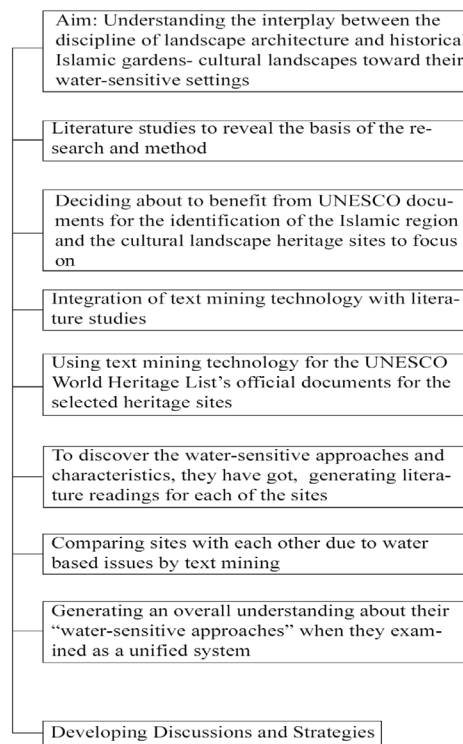 Aim: Understanding the interplay between the
discipline of landscape architecture and historical
Islamic gardens- cultural landscapes toward their
water-sensitive settings
Literature studies to reveal the basis of the re-
search and method
Deciding about to benefit from UNESCO docu-
ments for the identification of the Islamic region
and the cultural landscape heritage sites to focus
on
Integration of text mining technology with litera-
ture studies
Using text mining technology for the UNESCO
World Heritage List's official documents for the
selected heritage sites
To discover the water-sensitive approaches and
characteristics, they have got, generating litera-
ture readings for each of the sites
Comparing sites with each other due to water
based issues by text mining
Generating an overall understanding about their
“water-sensitive approaches” when they exam-
ined as a unified system
Developing Discussions and Strategies